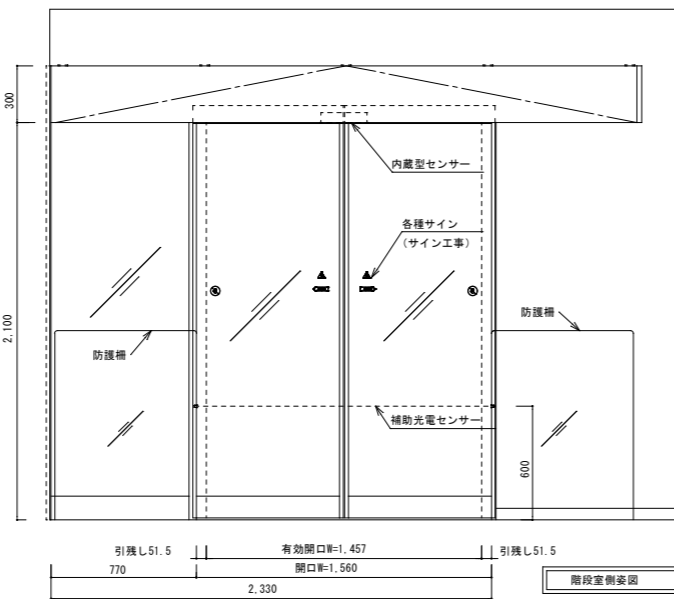 300
内蔵型センサー
各種サイン
(サイン工事)
2,100
防護柵
防護柵
補助光電センサー
600
引残し51.5
有効開口W=1,457
引残し51.5
770
開口W=1,560
2,330
階段室側姿図